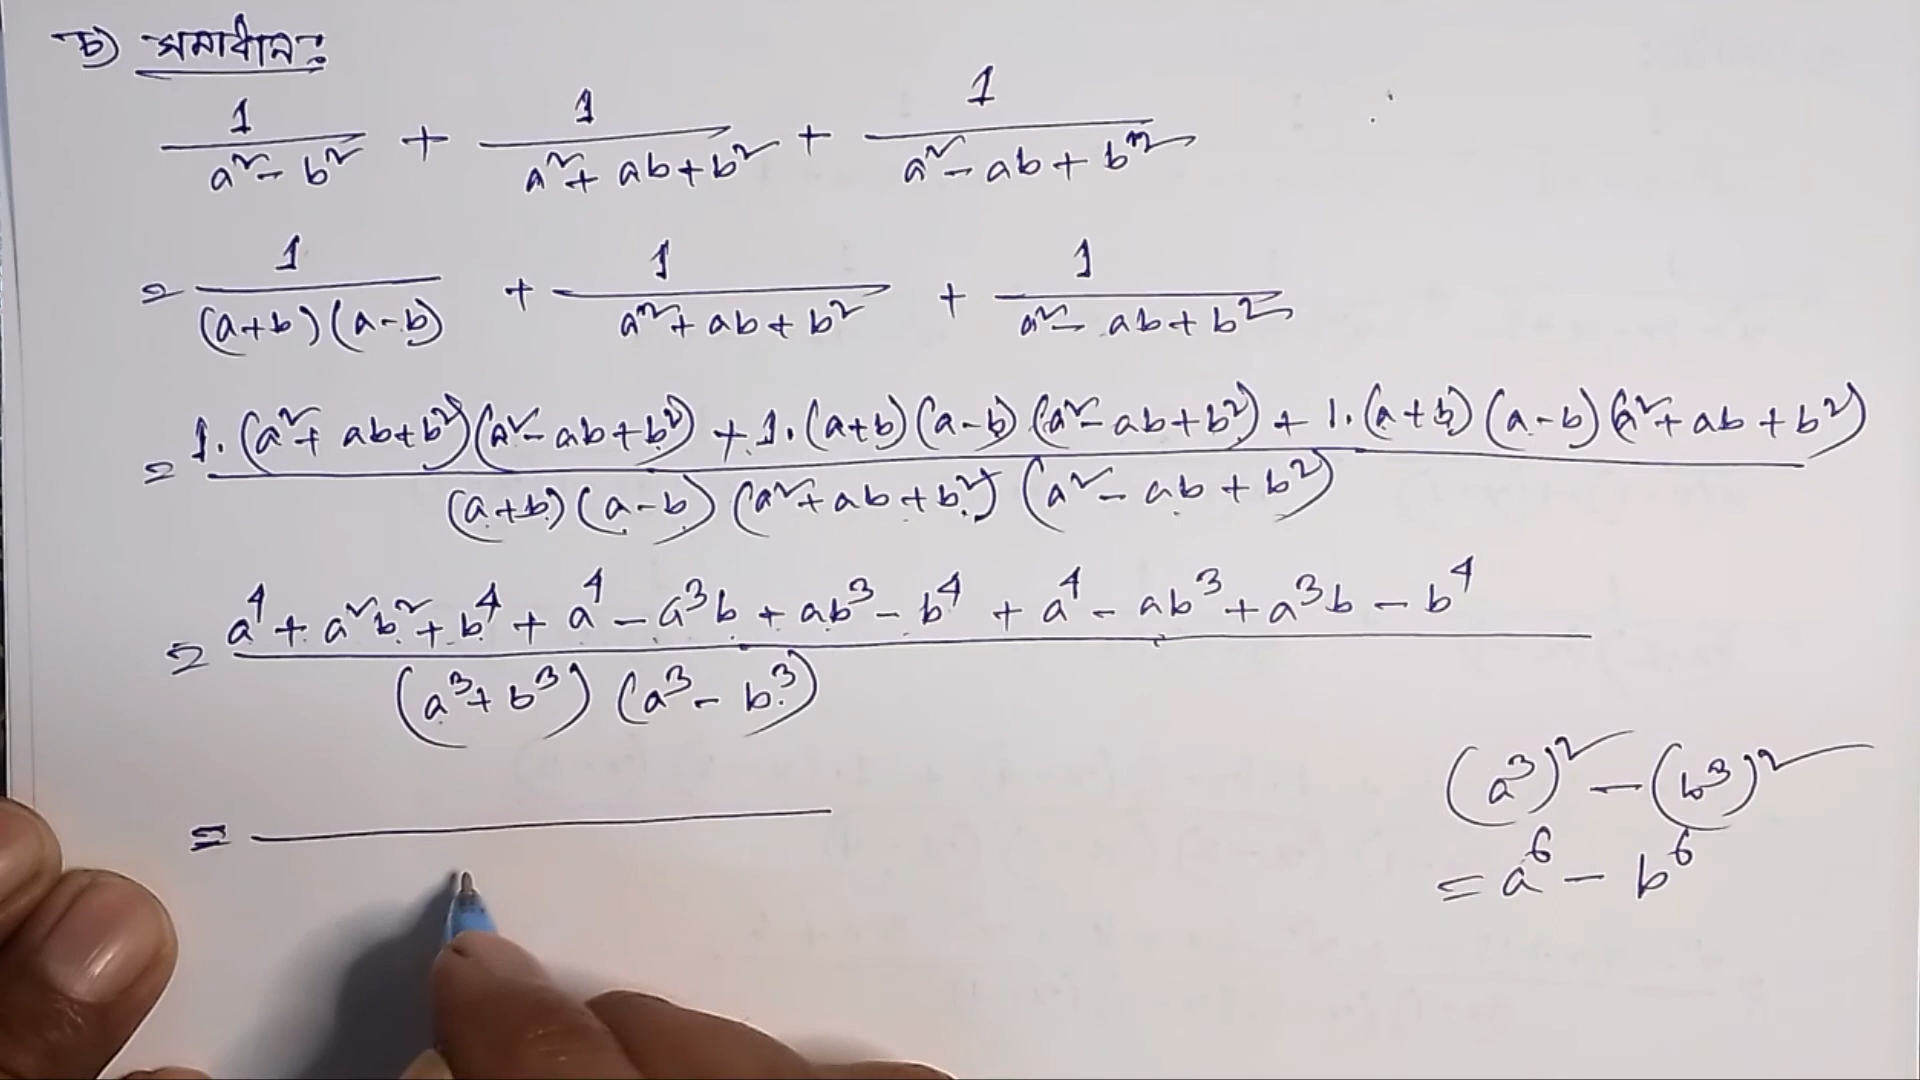 চ) সমাধান:
1/(a²-b²) + 1/(a²+ab+b²) + 1/(a²-ab+b²)
= 1/((a+b)(a-b)) + 1/(a²+ab+b²) + 1/(a²-ab+b²)
= (1.(a²+ab+b²)(a²-ab+b²) + 1.(a+b)(a-b)(a²-ab+b²) + 1.(a+b)(a-b)(a²+ab+b²))/((a+b)(a-b)(a²+ab+b²)(a²-ab+b²))
= (a⁴+a²b²+b⁴+a⁴-a³b+ab³-b⁴+a⁴-ab³+a³b-b⁴)/((a³+b³)(a³-b³))
=
(a³)²-(b³)²
= a⁶-b⁶